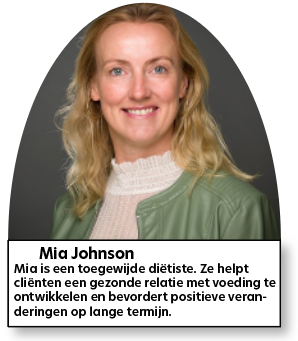 Mia Johnson
Mia is een toegewijde diëtiste. Ze helpt
cliënten een gezonde relatie met voeding te
ontwikkelen en bevordert positieve veran-
deringen op lange termijn.